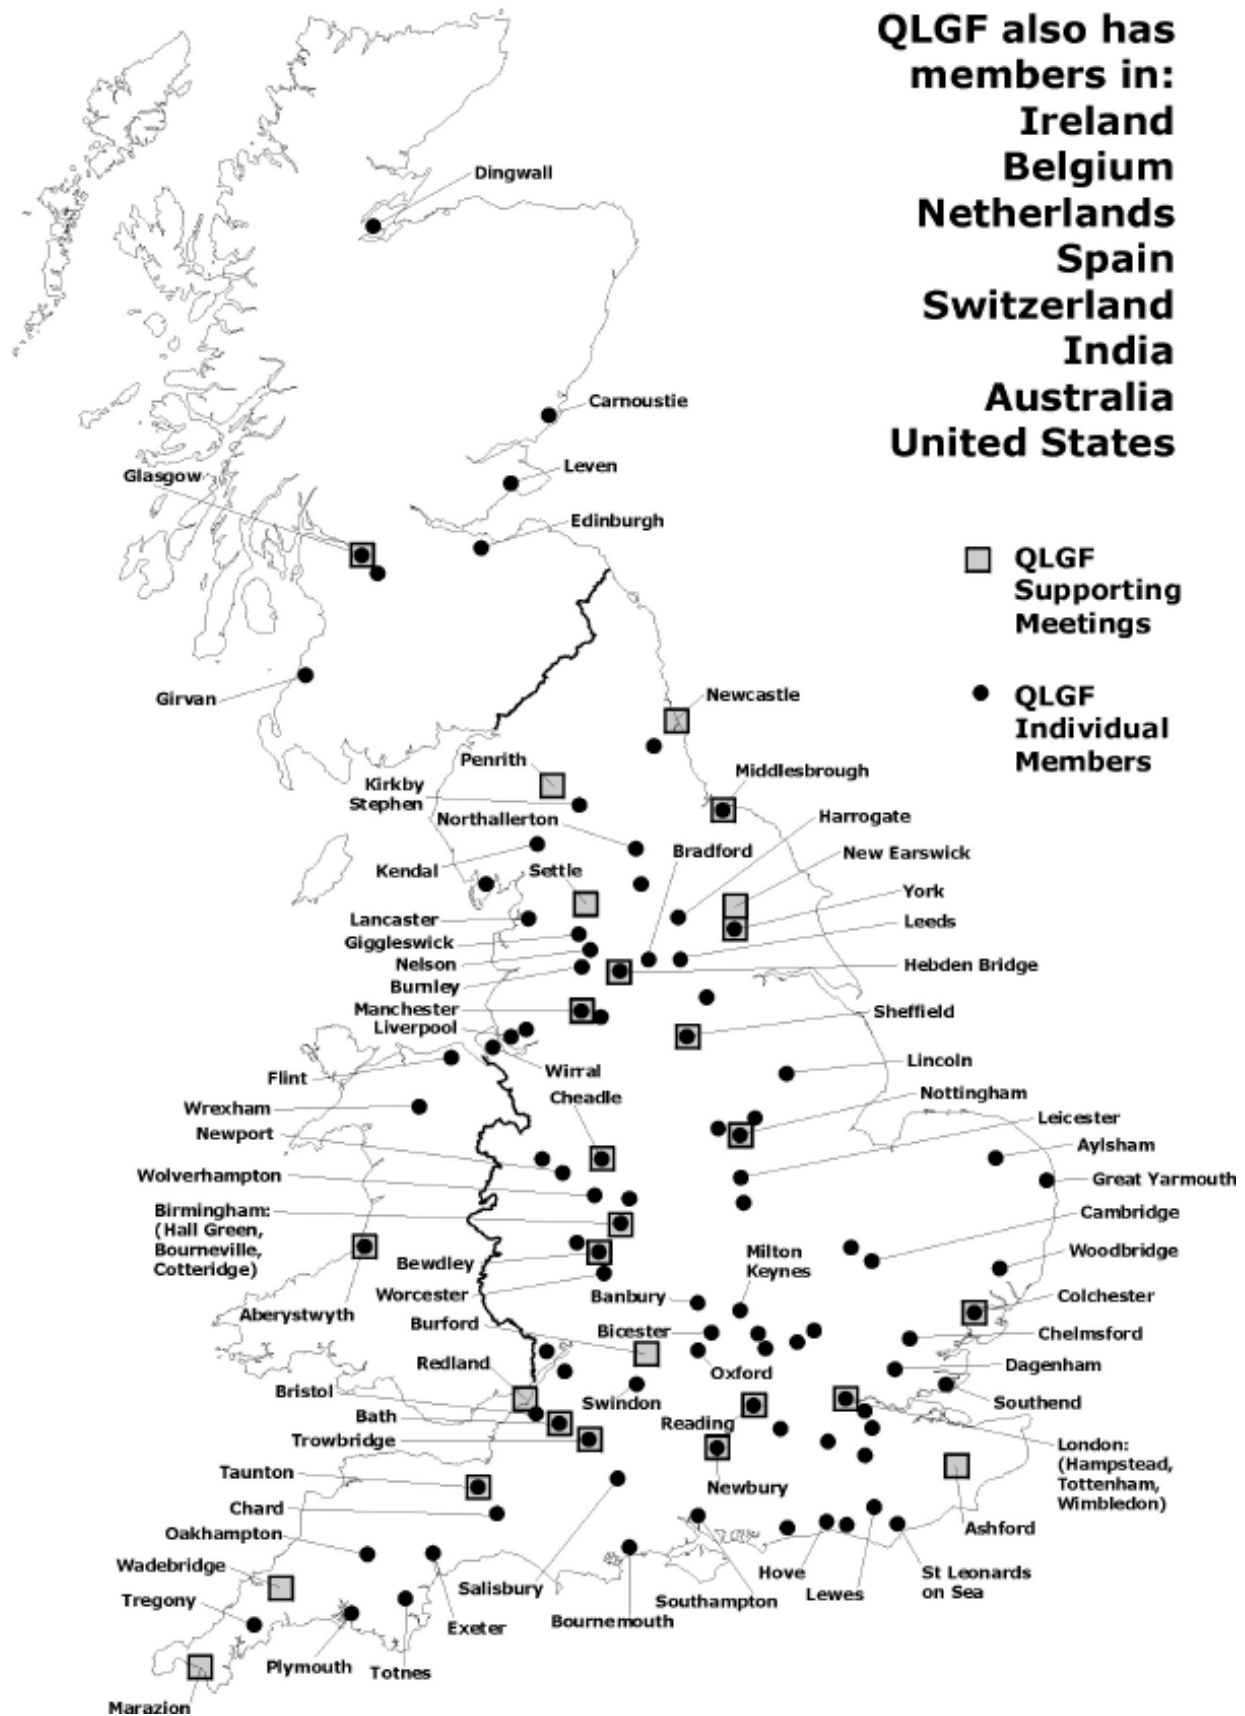 QLGF also has
members in:
Ireland
Belgium
Netherlands
Spain
Switzerland
India
Australia
United States
QLGF
Supporting
Meetings
QLGF
Individual
Members
Dingwall
Carnoustie
Leven
Glasgow
Edinburgh
Girvan
Newcastle
Penrith
Middlesbrough
Kirkby
Stephen
Northallerton
Harrogate
Bradford
New Earswick
Kendal
Settle
York
Lancaster
Leeds
Giggleswick
Nelson
Hebden Bridge
Burnley
Manchester
Sheffield
Liverpool
Lincoln
Wirral
Flint
Cheadle
Nottingham
Wrexham
Leicester
Newport
Aylsham
Wolverhampton
Great Yarmouth
Birmingham:
(Hall Green,
Bourneville,
Cotteridge)
Cambridge
Milton
Keynes
Woodbridge
Bewdley
Worcester
Banbury
Colchester
Aberystwyth
Burford
Bicester
Chelmsford
Redland
Oxford
Dagenham
Bristol
Swindon
Southend
Bath
Reading
Trowbridge
London:
(Hampstead,
Tottenham,
Wimbledon)
Taunton
Newbury
Chard
Ashford
Oakhampton
Wadebridge
Salisbury
Hove
St Leonards
on Sea
Tregony
Southampton
Lewes
Bournemouth
Exeter
Plymouth
Totnes
Marazion